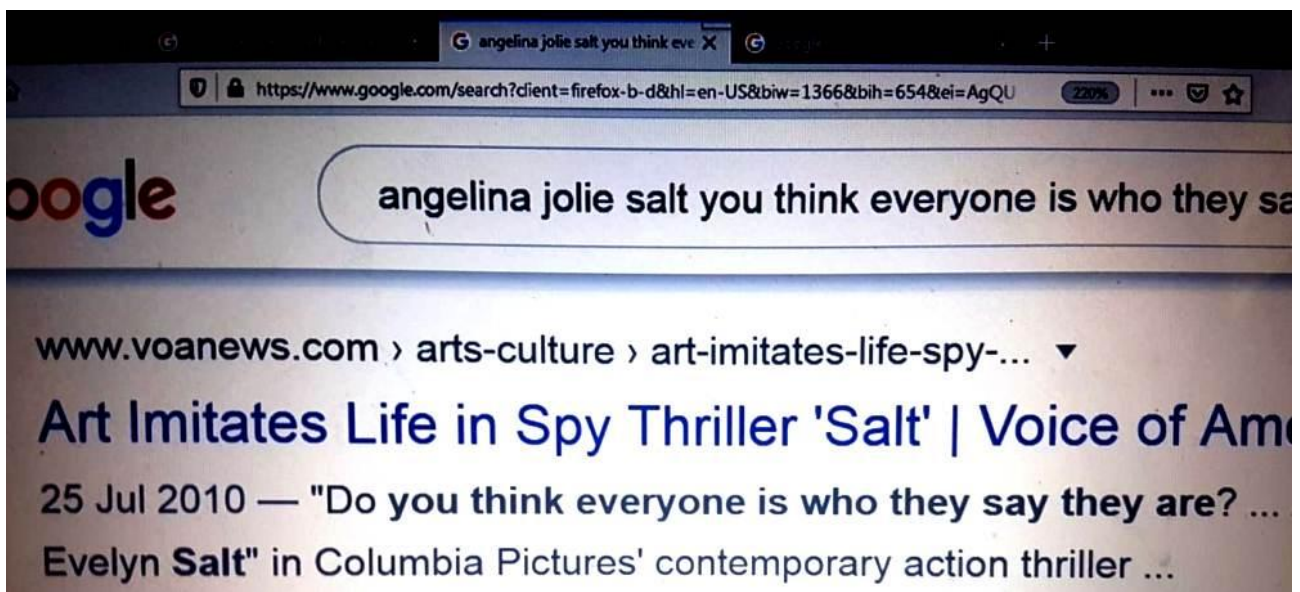 angelina jolie salt you think eve
https://www.google.com/search?client=firefox-b-d&hl=en-US&biw=1366&bih=654&ei=AgQU 220%
oogle angelina jolie salt you think everyone is who they sa
www.voanews.com › arts-culture › art-imitates-life-spy-...
Art Imitates Life in Spy Thriller 'Salt' | Voice of Ame
25 Jul 2010 — "Do you think everyone is who they say they are? ...
Evelyn Salt" in Columbia Pictures' contemporary action thriller ...